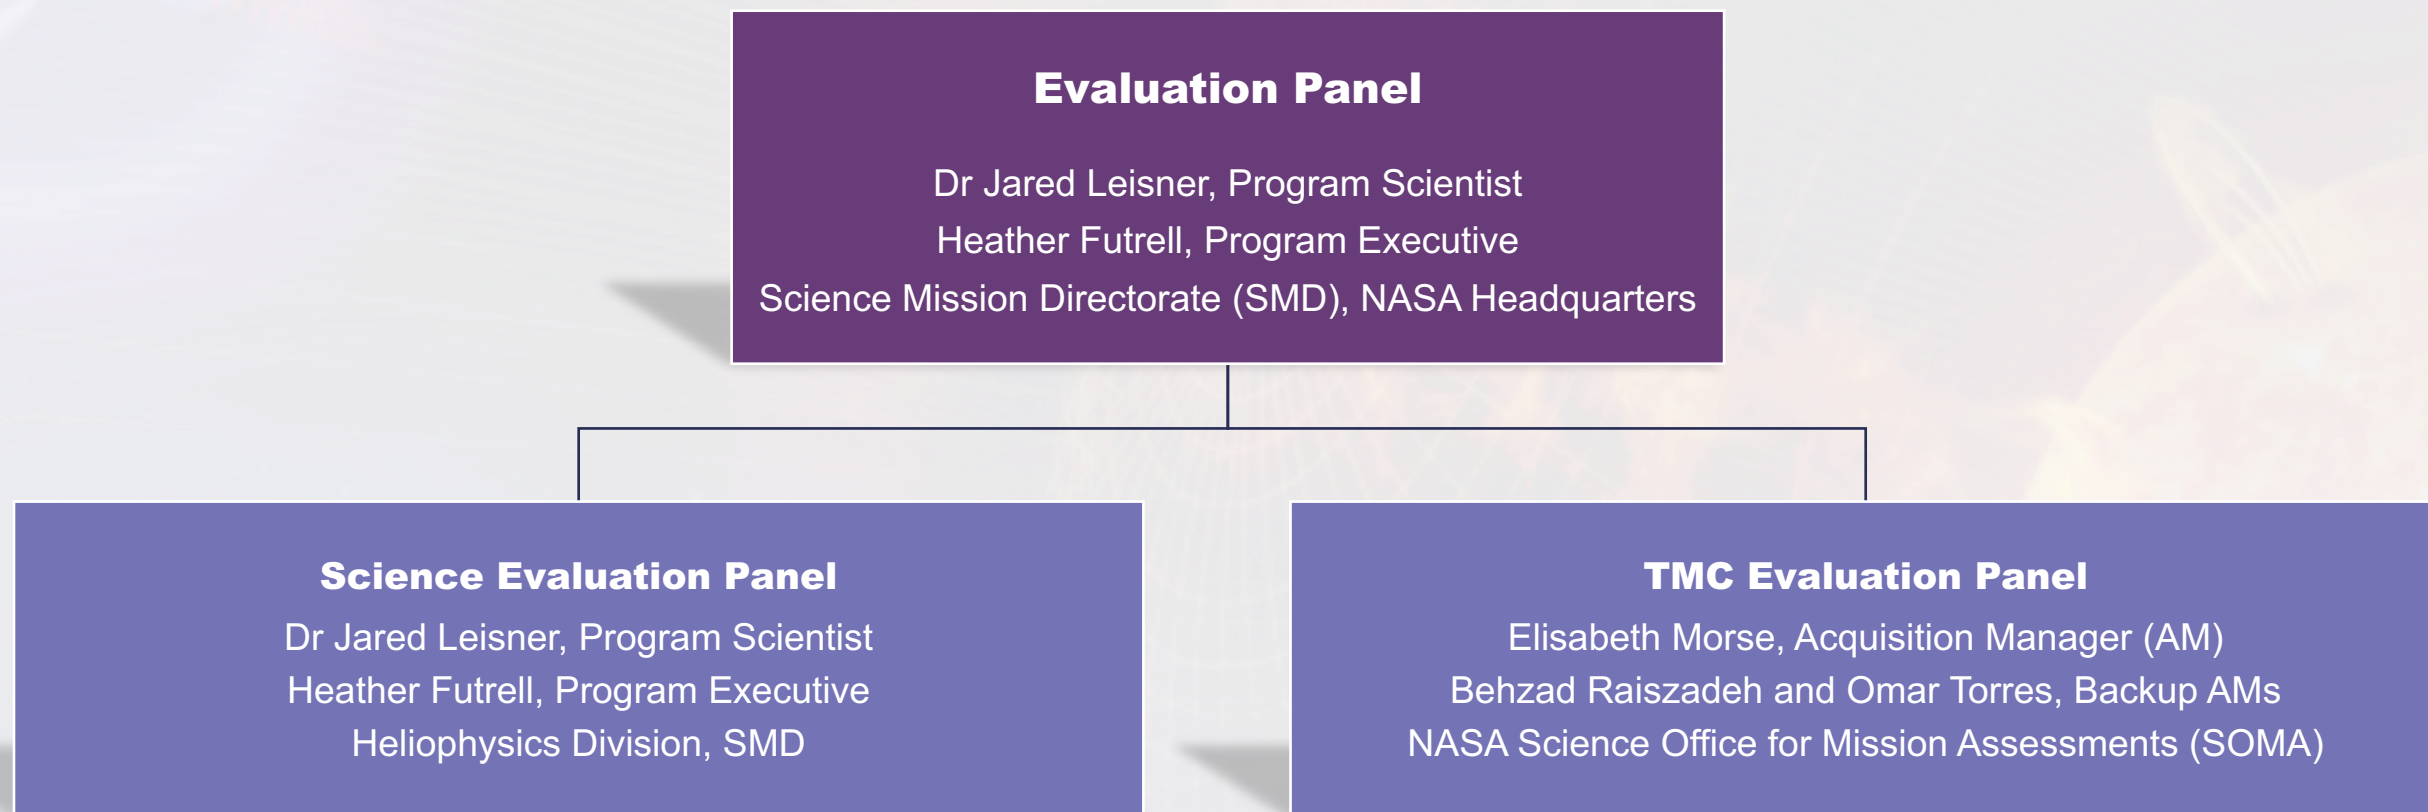 Evaluation Panel
Dr Jared Leisner, Program Scientist
Heather Futrell, Program Executive
Science Mission Directorate (SMD), NASA Headquarters
Science Evaluation Panel
Dr Jared Leisner, Program Scientist
Heather Futrell, Program Executive
Heliophysics Division, SMD
TMC Evaluation Panel
Elisabeth Morse, Acquisition Manager (AM)
Behzad Raiszadeh and Omar Torres, Backup AMs
NASA Science Office for Mission Assessments (SOMA)